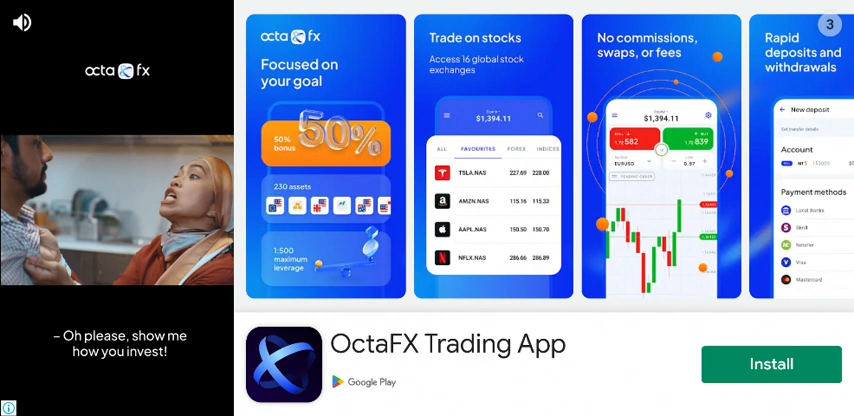 octa fx
– Oh please, show me
how you invest!
octa fx
Focused on
your goal
50%
bonus
50%
230 assets
1:500
maximum
leverage
Trade on stocks
Access 16 global stock
exchanges
$1,394.11
ALL FAVOURITES FOREX INDICES
TSLA.NAS 227.69 228.00
AMZN.NAS 115.16 115.33
AAPL.NAS 150.50 150.70
NFLX.NAS 286.66 286.89
No commissions,
swaps, or fees
$1,394.11
582
839
EURUSD
Rapid
deposits and
withdrawals
3
New deposit
Account
Payment methods
Local Banks
Skrill
Neteller
Visa
Mastercard
OctaFX Trading App
Google Play
Install